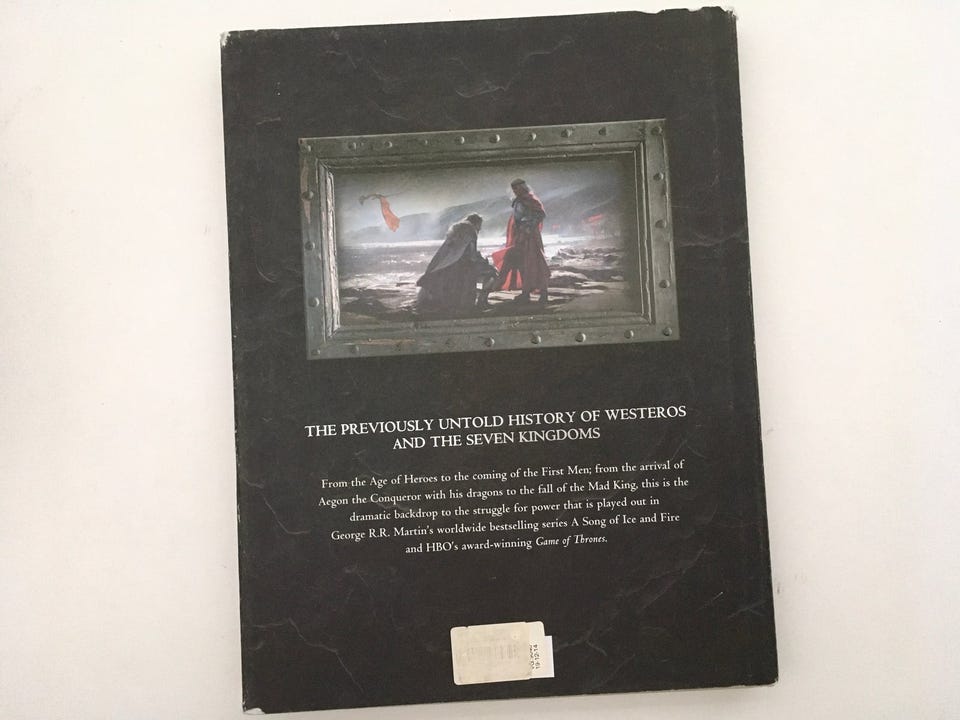 THE PREVIOUSLY UNTOLD HISTORY OF WESTEROS
AND THE SEVEN KINGDOMS
From the Age of Heroes to the coming of the First Men; from the arrival of
Aegon the Conqueror with his dragons to the fall of the Mad King, this is the
dramatic backdrop to the struggle for power that is played out in
George R.R. Martin's worldwide bestselling series A Song of Ice and Fire
and HBO's award-winning Game of Thrones.
19-12-14